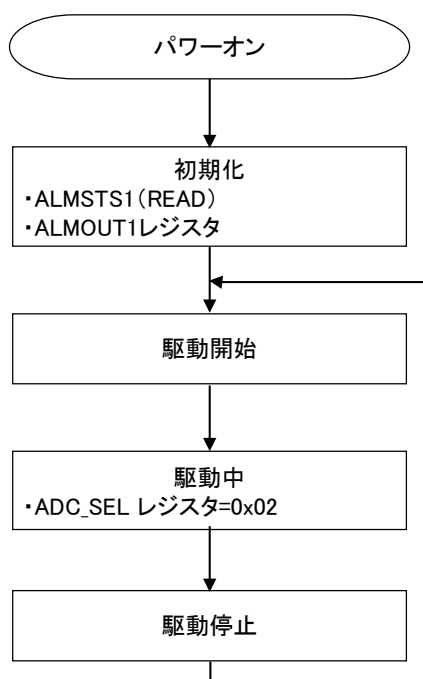 パワーオン
初期化
・ALMSTS1(READ)
・ALMOUT1レジスタ
駆動開始
駆動中
・ADC_SEL レジスタ=0x02
駆動停止